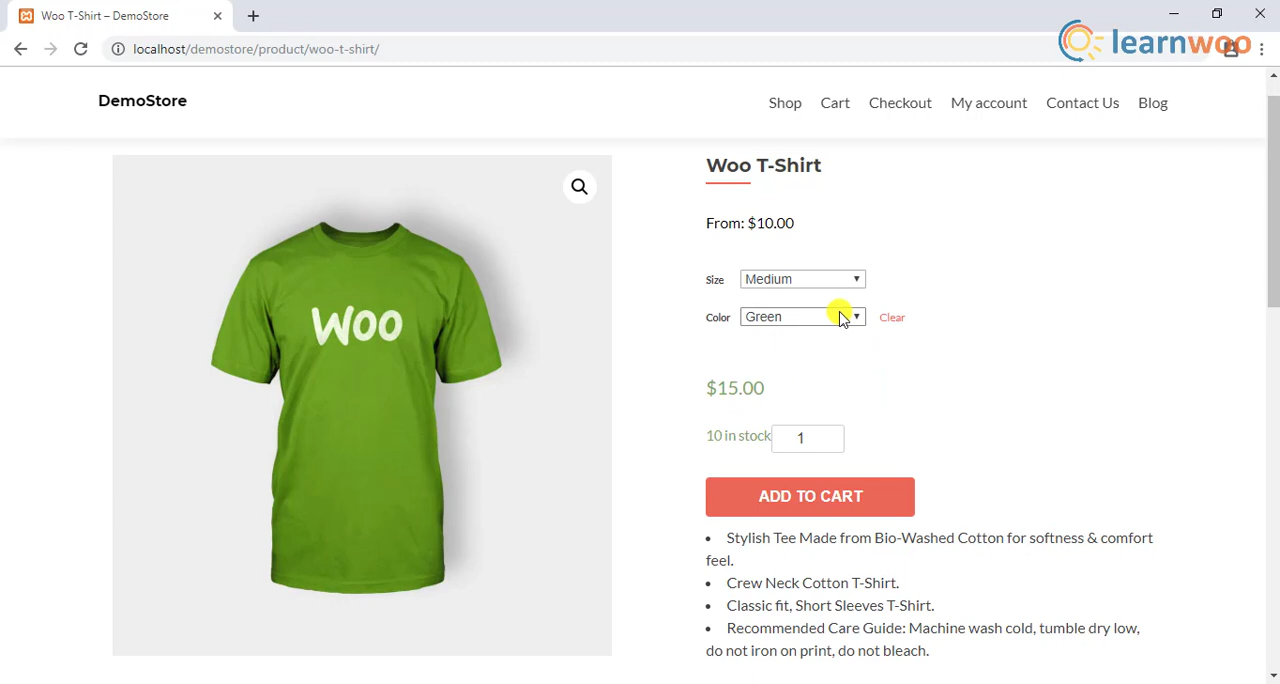 Woo T-Shirt – DemoStore
localhost/demostore/product/woo-t-shirt/
learnwoo
DemoStore
Shop Cart Checkout My account Contact Us Blog
Woo T-Shirt
From: $10.00
Size Medium
Color Green Clear
$15.00
10 in stock 1
ADD TO CART
• Stylish Tee Made from Bio-Washed Cotton for softness & comfort
feel.
• Crew Neck Cotton T-Shirt.
• Classic fit, Short Sleeves T-Shirt.
• Recommended Care Guide: Machine wash cold, tumble dry low,
do not iron on print, do not bleach.
Woo